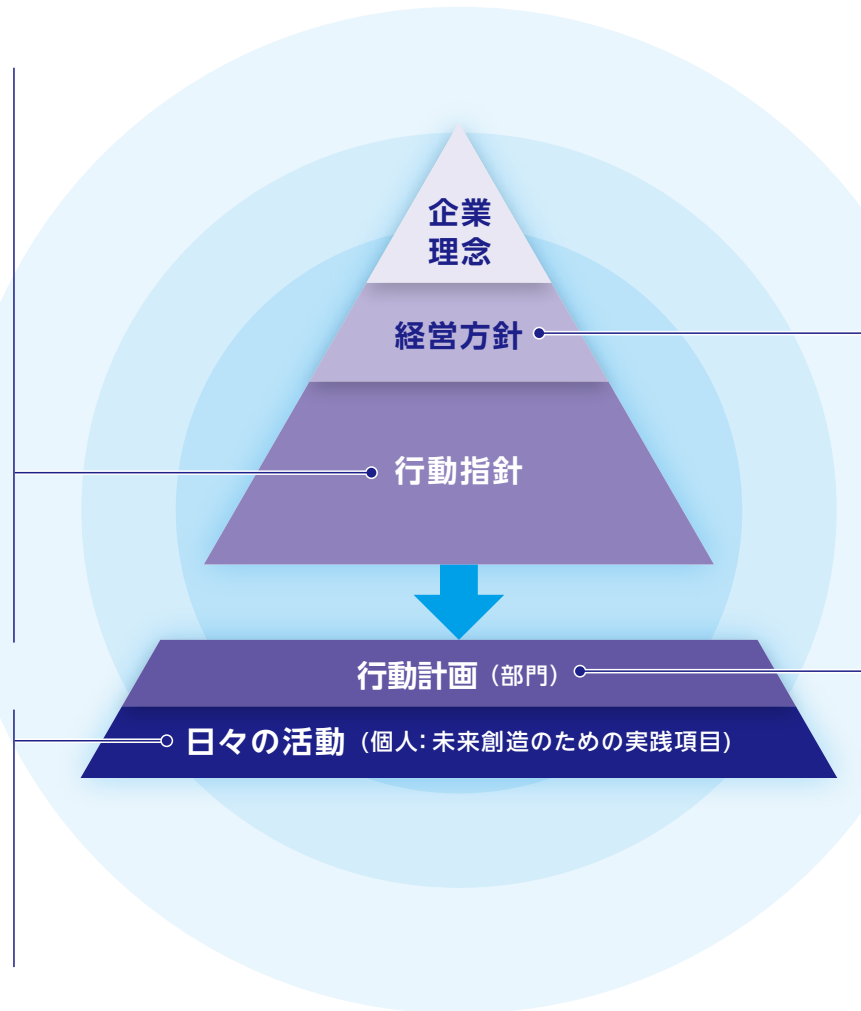 企業
理念
経営方針
行動指針
行動計画（部門）
日々の活動（個人：未来創造のための実践項目）